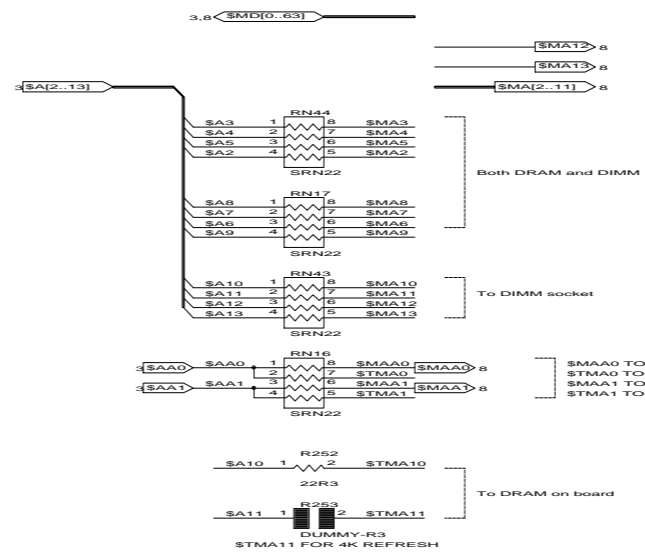 3,8 $MD[0..63]
$MA12 8
$MA13 8
3 $A[2..13] $MA[2..11] 8
RN44
$A3 1 8 $MA3
$A4 2 7 $MA4
$A5 3 6 $MA5
$A2 4 5 $MA2
SRN22
Both DRAM and DIMM
RN17
$A8 1 8 $MA8
$A7 2 7 $MA7
$A6 3 6 $MA6
$A9 4 5 $MA9
SRN22
RN43
$A10 1 8 $MA10
$A11 2 7 $MA11
$A12 3 6 $MA12
$A13 4 5 $MA13
SRN22
To DIMM socket
RN16
3 $AA0 $AA0 1 8 $MAA0 $MAA0 8
2 7 $TMA0
3 $AA1 $AA1 3 6 $MAA1 $MAA1 8
4 5 $TMA1
SRN22
$MAA0 TO
$TMA0 TO
$MAA1 TO
$TMA1 TO
R252
$A10 1 2 $TMA10
22R3
To DRAM on board
R253
$A11 1 2 $TMA11
DUMMY-R3
$TMA11 FOR 4K REFRESH